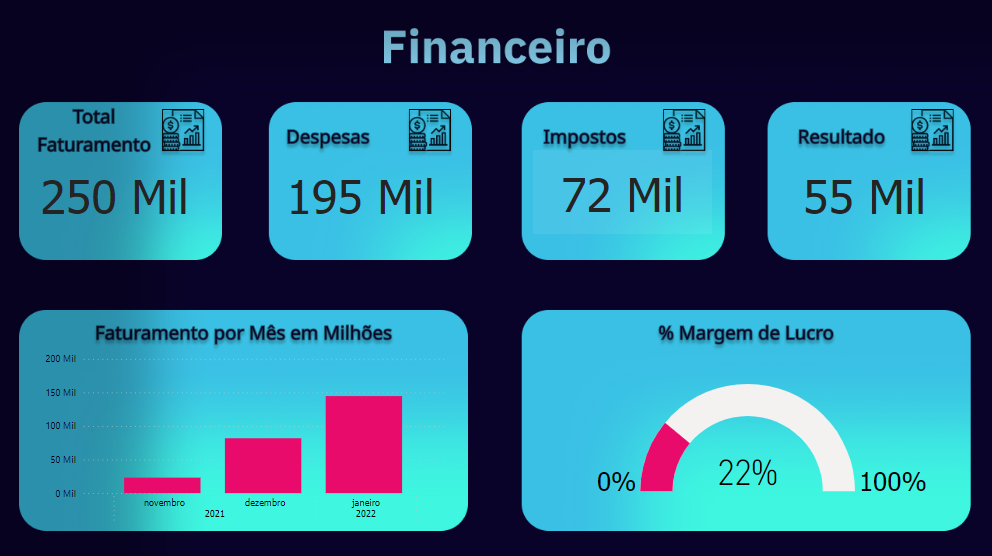 Financeiro
Total
Faturamento
250 Mil
Despesas
195 Mil
Impostos
72 Mil
Resultado
55 Mil
Faturamento por Mês em Milhões
200 Mil
150 Mil
100 Mil
50 Mil
0 Mil
novembro dezembro janeiro
2021 2022
% Margem de Lucro
0% 22% 100%